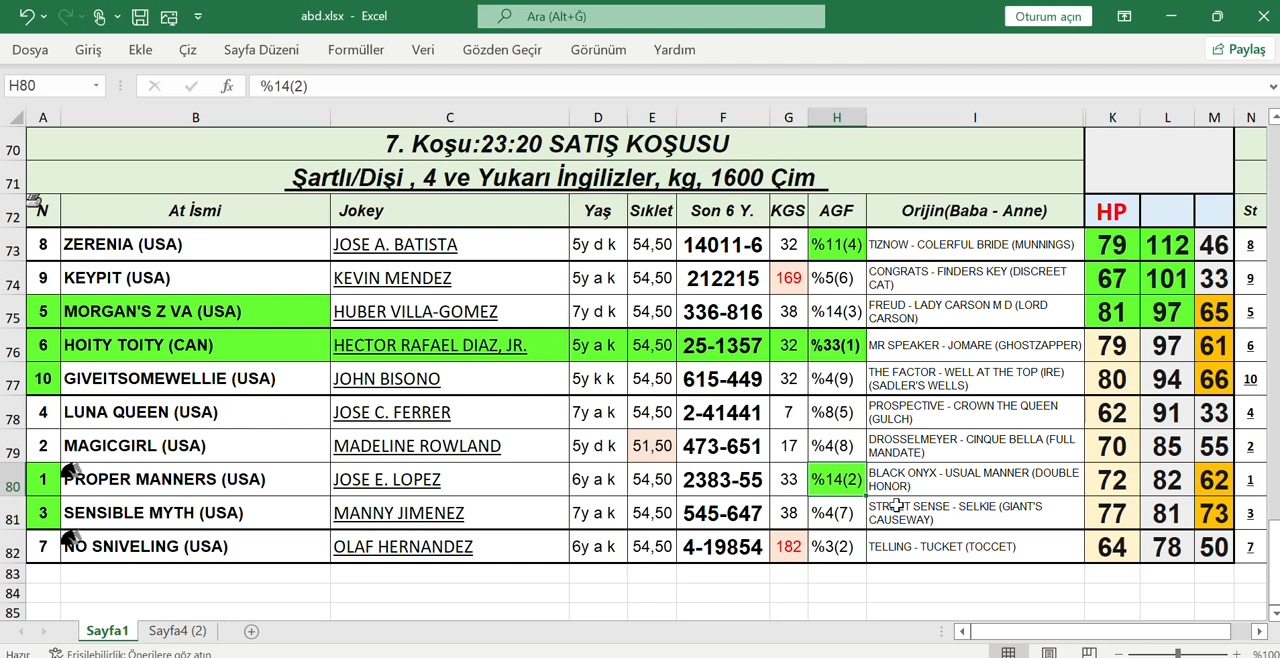 abd.xlsx - Excel
Ara (Alt+Ğ)
Oturum açın
Dosya Giriş Ekle Çiz Sayfa Düzeni Formüller Veri Gözden Geçir Görünüm Yardım Paylaş
H80 fx %14(2)
A B C D E F G H I K L M N
70 7. Koşu:23:20 SATIŞ KOŞUSU
71 Şartlı/Dişi , 4 ve Yukarı İngilizler, kg, 1600 Çim
72 N At İsmi Jokey Yaş Sıklet Son 6 Y. KGS AGF Orijin(Baba - Anne) HP St
73 8 ZERENIA (USA) JOSE A. BATISTA 5y d k 54,50 14011-6 32 %11(4) TIZNOW - COLERFUL BRIDE (MUNNINGS) 79 112 46 8
74 9 KEYPIT (USA) KEVIN MENDEZ 5y a k 54,50 212215 169 %5(6) CONGRATS - FINDERS KEY (DISCREET CAT) 67 101 33 9
75 5 MORGAN'S Z VA (USA) HUBER VILLA-GOMEZ 7y d k 54,50 336-816 38 %14(3) FREUD - LADY CARSON M D (LORD CARSON) 81 97 65 5
76 6 HOITY TOITY (CAN) HECTOR RAFAEL DIAZ, JR. 5y a k 54,50 25-1357 32 %33(1) MR SPEAKER - JOMARE (GHOSTZAPPER) 79 97 61 6
77 10 GIVEITSOMEWELLIE (USA) JOHN BISONO 5y k k 54,50 615-449 32 %4(9) THE FACTOR - WELL AT THE TOP (IRE) (SADLER'S WELLS) 80 94 66 10
78 4 LUNA QUEEN (USA) JOSE C. FERRER 7y a k 54,50 2-41441 7 %8(5) PROSPECTIVE - CROWN THE QUEEN (GULCH) 62 91 33 4
79 2 MAGICGIRL (USA) MADELINE ROWLAND 5y d k 51,50 473-651 17 %4(8) DROSSELMEYER - CINQUE BELLA (FULL MANDATE) 70 85 55 2
80 1 PROPER MANNERS (USA) JOSE E. LOPEZ 6y a k 54,50 2383-55 33 %14(2) BLACK ONYX - USUAL MANNER (DOUBLE HONOR) 72 82 62 1
81 3 SENSIBLE MYTH (USA) MANNY JIMENEZ 7y a k 54,50 545-647 38 %4(7) STREET SENSE - SELKIE (GIANT'S CAUSEWAY) 77 81 73 3
82 7 NO SNIVELING (USA) OLAF HERNANDEZ 6y a k 54,50 4-19854 182 %3(2) TELLING - TUCKET (TOCCET) 64 78 50 7
83
84
85
Sayfa1 Sayfa4 (2)
Hazır Erişilebilirlik: Önerilere göz atın %100